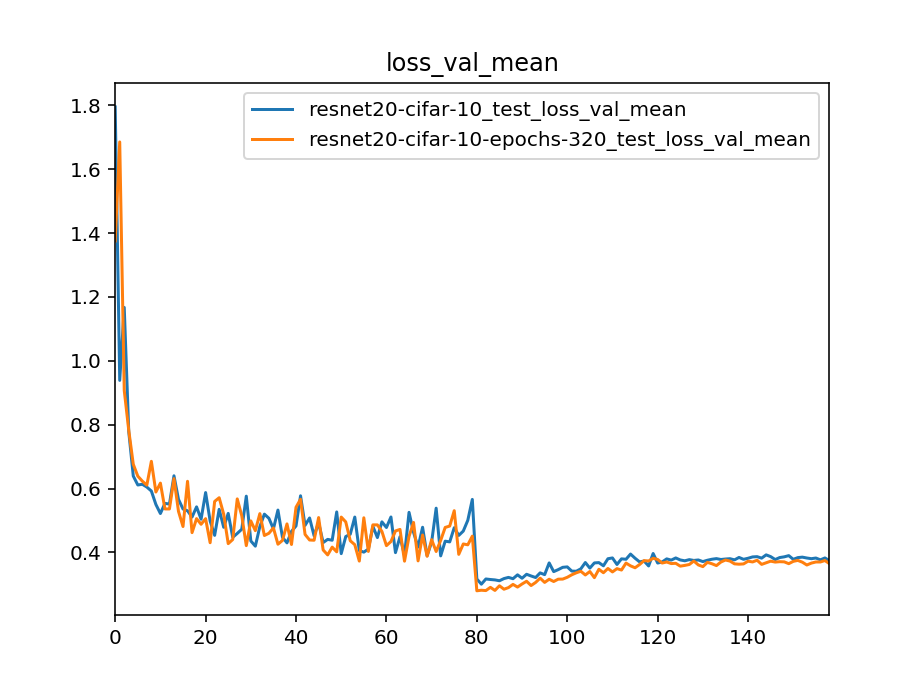 loss_val_mean
resnet20-cifar-10_test_loss_val_mean
resnet20-cifar-10-epochs-320_test_loss_val_mean
1.8
1.6
1.4
1.2
1.0
0.8
0.6
0.4
0 20 40 60 80 100 120 140